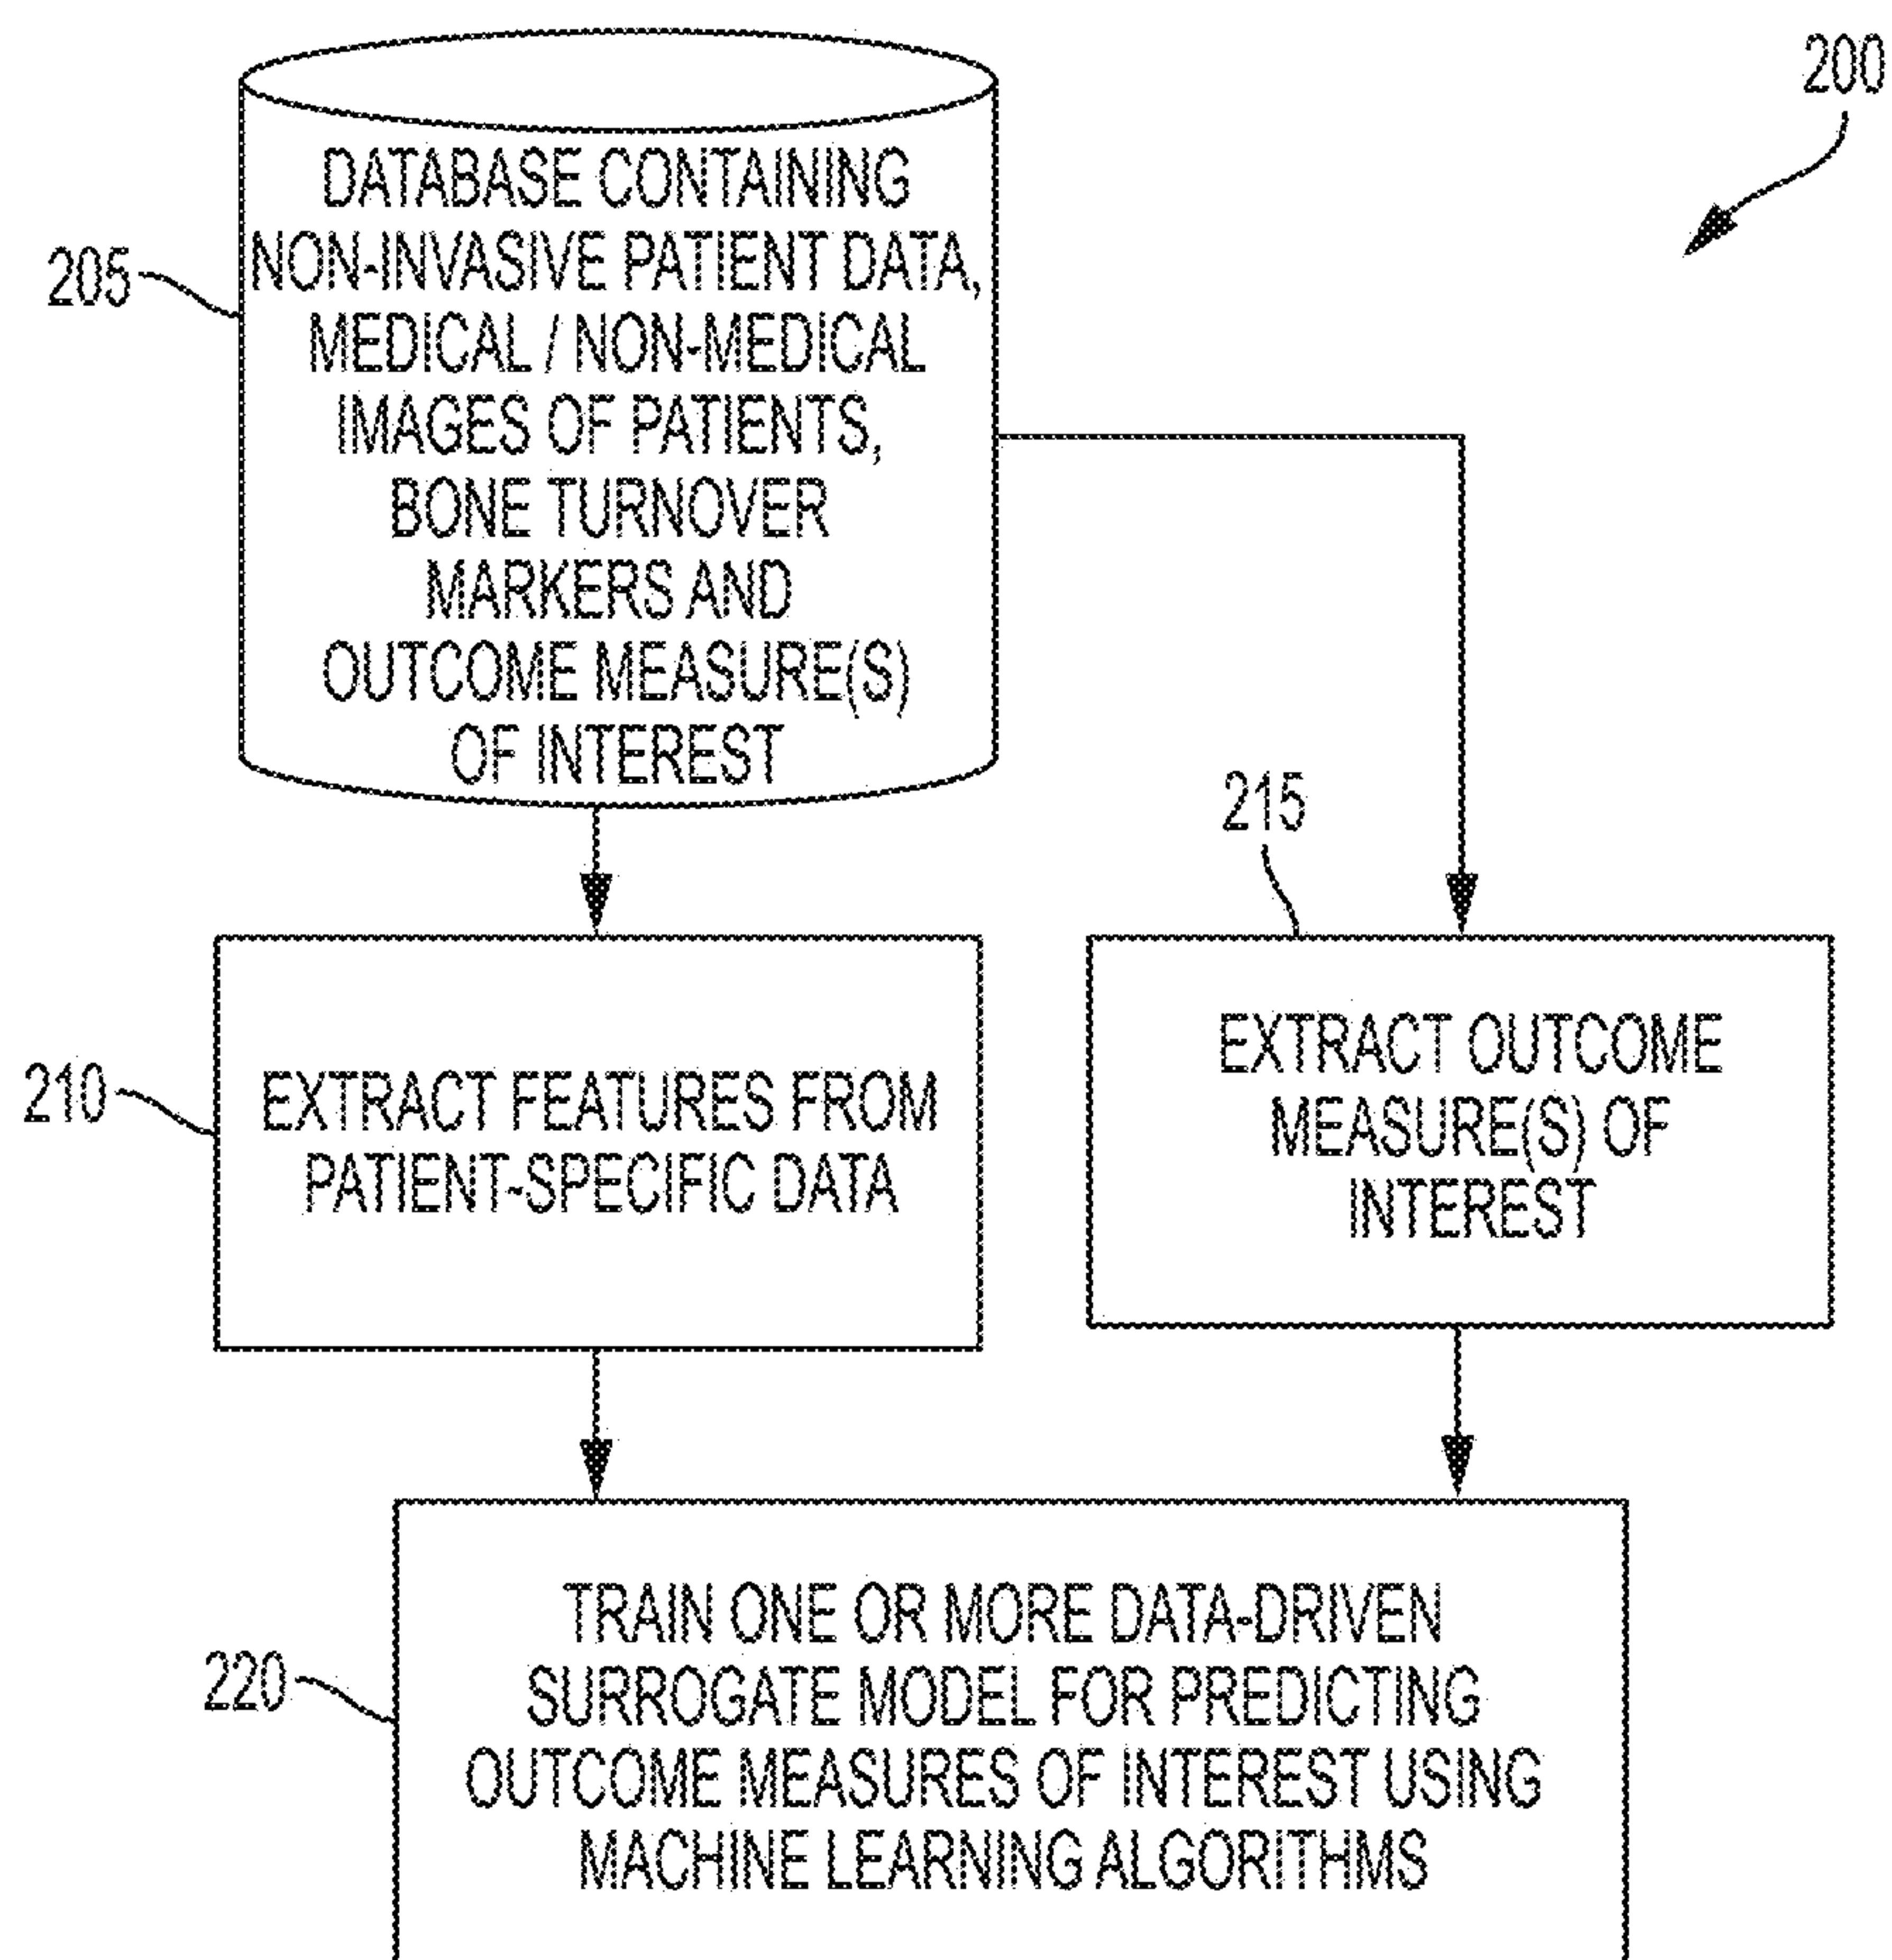 200
DATABASE CONTAINING
NON-INVASIVE PATIENT DATA,
MEDICAL / NON-MEDICAL
IMAGES OF PATIENTS,
BONE TURNOVER
MARKERS AND
OUTCOME MEASURE(S)
OF INTEREST
205
215
210
EXTRACT FEATURES FROM
PATIENT-SPECIFIC DATA
EXTRACT OUTCOME
MEASURE(S) OF
INTEREST
220
TRAIN ONE OR MORE DATA-DRIVEN
SURROGATE MODEL FOR PREDICTING
OUTCOME MEASURES OF INTEREST USING
MACHINE LEARNING ALGORITHMS